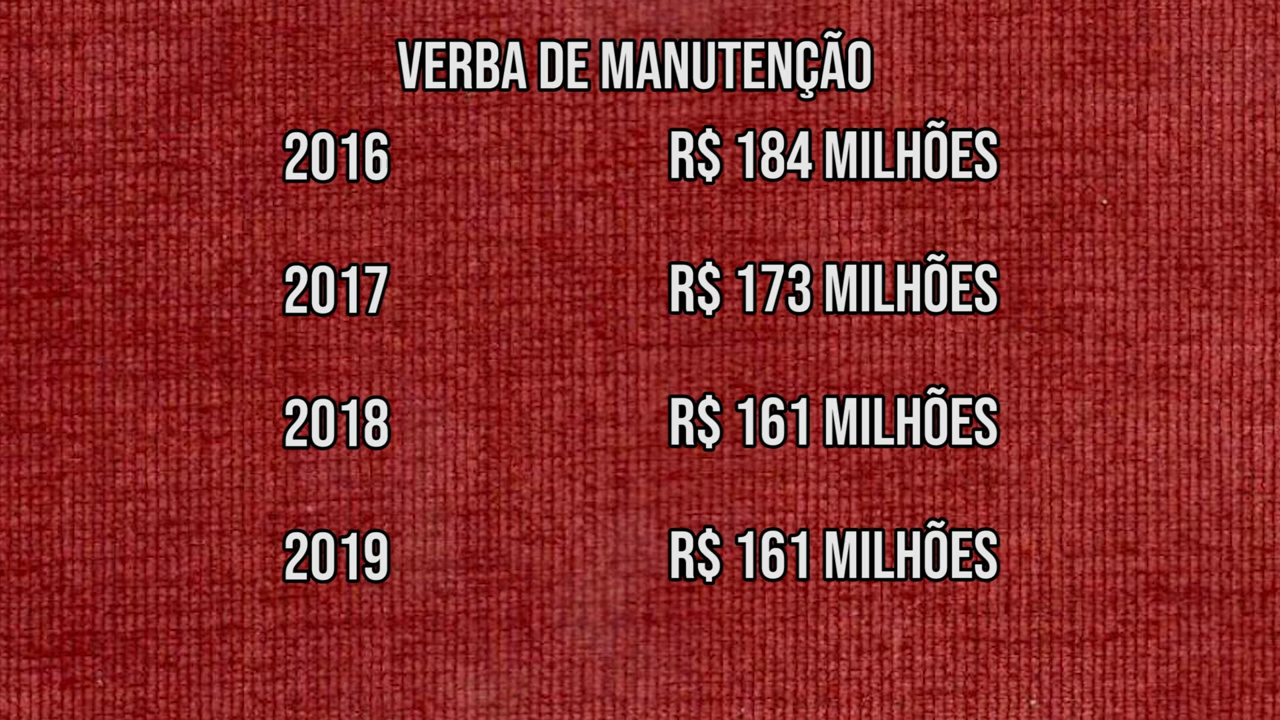 VERBA DE MANUTENÇÃO
2016 R$ 184 MILHÕES
2017 R$ 173 MILHÕES
2018 R$ 161 MILHÕES
2019 R$ 161 MILHÕES